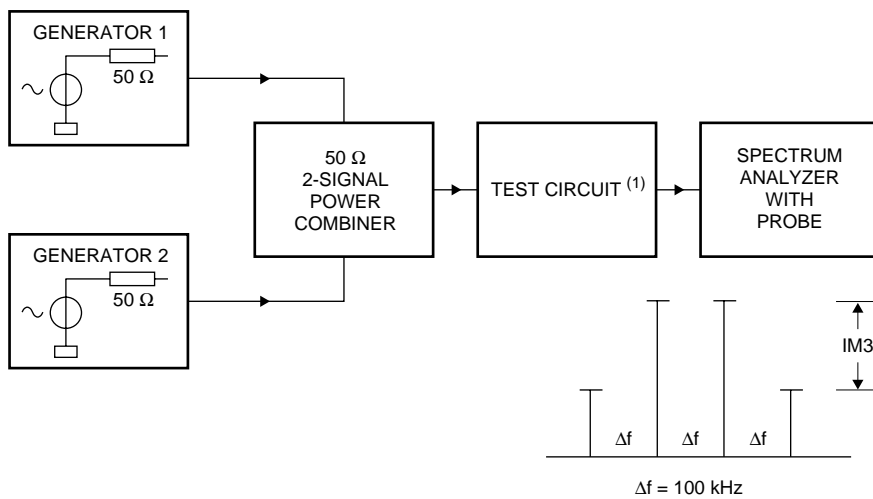 GENERATOR 1
50 Ω
50 Ω
2-SIGNAL
POWER
COMBINER
TEST CIRCUIT (1)
SPECTRUM
ANALYZER
WITH
PROBE
GENERATOR 2
50 Ω
IM3
Δf
Δf
Δf
Δf = 100 kHz